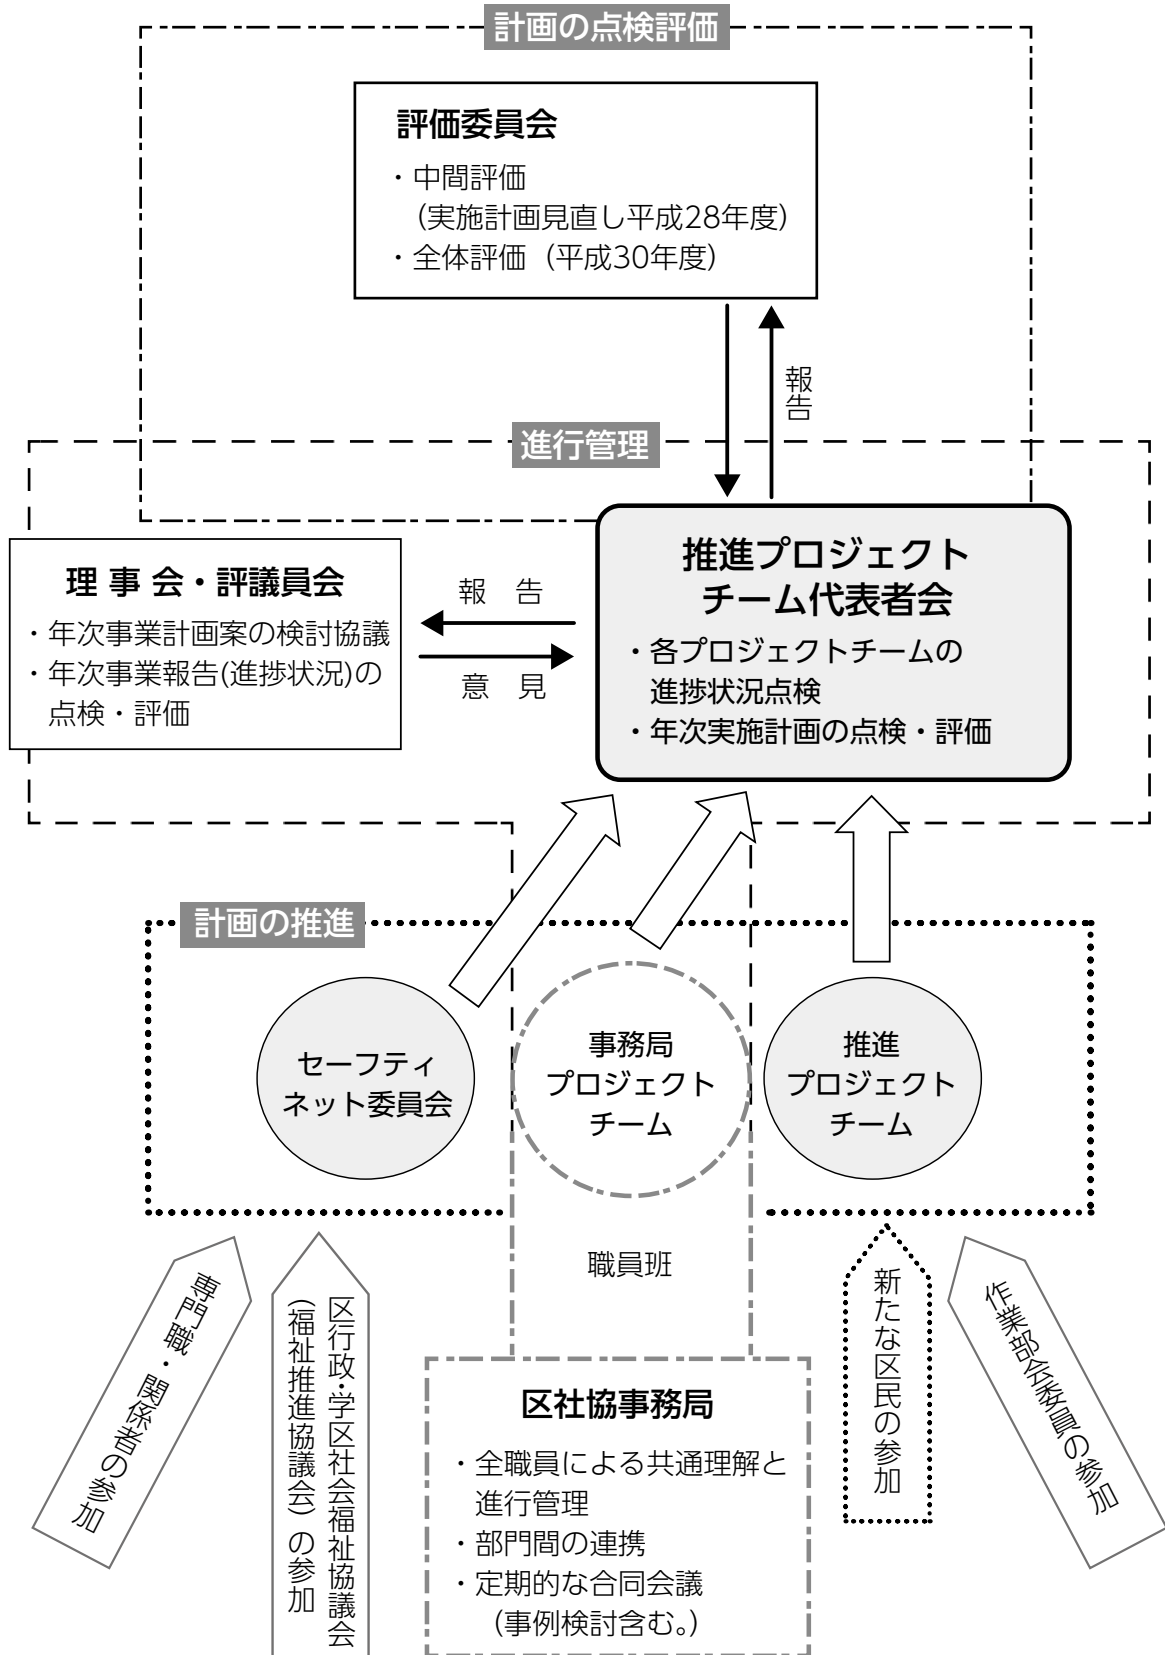 計画の点検評価
評価委員会
・中間評価
（実施計画見直し平成28年度）
・全体評価（平成30年度）
報告
進行管理
理 事 会・評議員会
・年次事業計画案の検討協議
・年次事業報告(進捗状況)の
点検・評価
報　告
意　見
推進プロジェクト
チーム代表者会
・各プロジェクトチームの
進捗状況点検
・年次実施計画の点検・評価
計画の推進
セーフティ
ネット委員会
事務局
プロジェクト
チーム
推進
プロジェクト
チーム
職員班
専門職・関係者の参加
区行政・学区社会福祉協議会
（福祉推進協議会）の参加
新たな区民の参加
作業部会委員の参加
区社協事務局
・全職員による共通理解と
進行管理
・部門間の連携
・定期的な合同会議
（事例検討含む。）